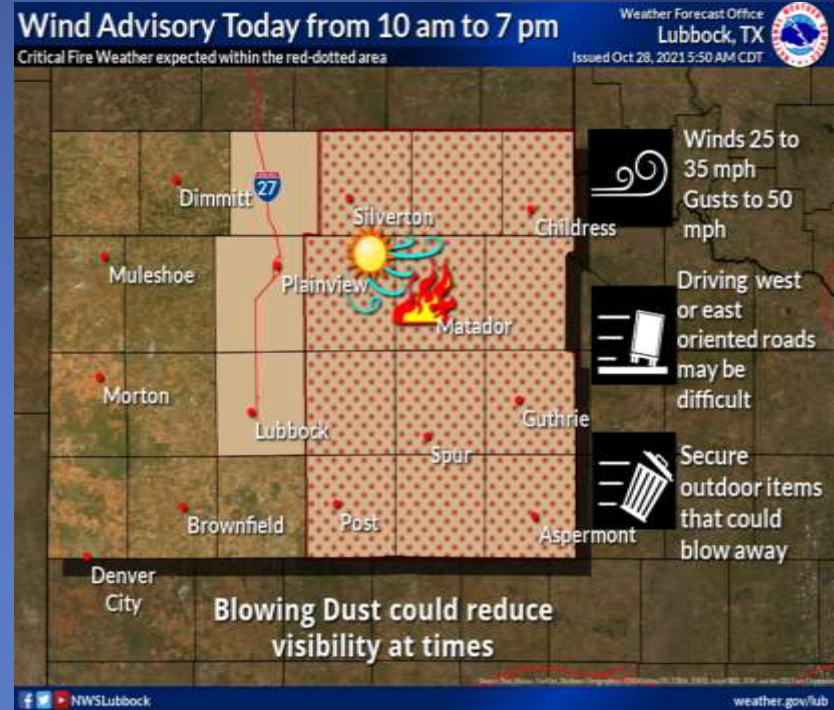 Wind Advisory Today from 10 am to 7 pm
Critical Fire Weather expected within the red-dotted area
Weather Forecast Office
Lubbock, TX
Issued Oct 28, 2021 5:50 AM CDT
Dimmitt
27
Silverton
Childress
Muleshoe
Plainview
Matador
Morton
Lubbock
Guthrie
Spur
Brownfield
Post
Aspermont
Denver
City
Winds 25 to
35 mph
Gusts to 50
mph
Driving west
or east
oriented roads
may be
difficult
Secure
outdoor items
that could
blow away
Blowing Dust could reduce
visibility at times
NWSLubbock
weather.gov/lub